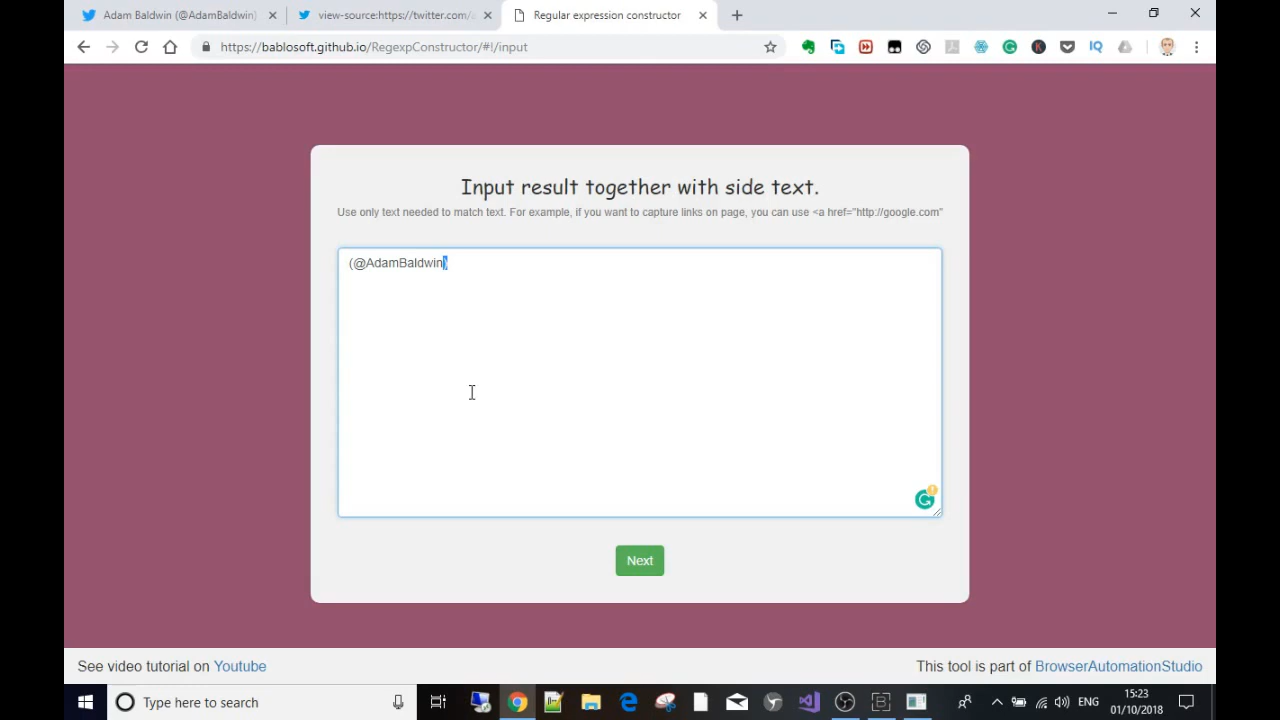 Adam Baldwin (@AdamBaldwin)
view-source:https://twitter.com/
Regular expression constructor
https://bablosoft.github.io/RegexpConstructor/#!/input
IQ
Input result together with side text.
Use only text needed to match text. For example, if you want to capture links on page, you can use <a href="http://google.com"
(@AdamBaldwin)
Next
See video tutorial on Youtube
This tool is part of BrowserAutomationStudio
Type here to search
ENG
15:23
01/10/2018